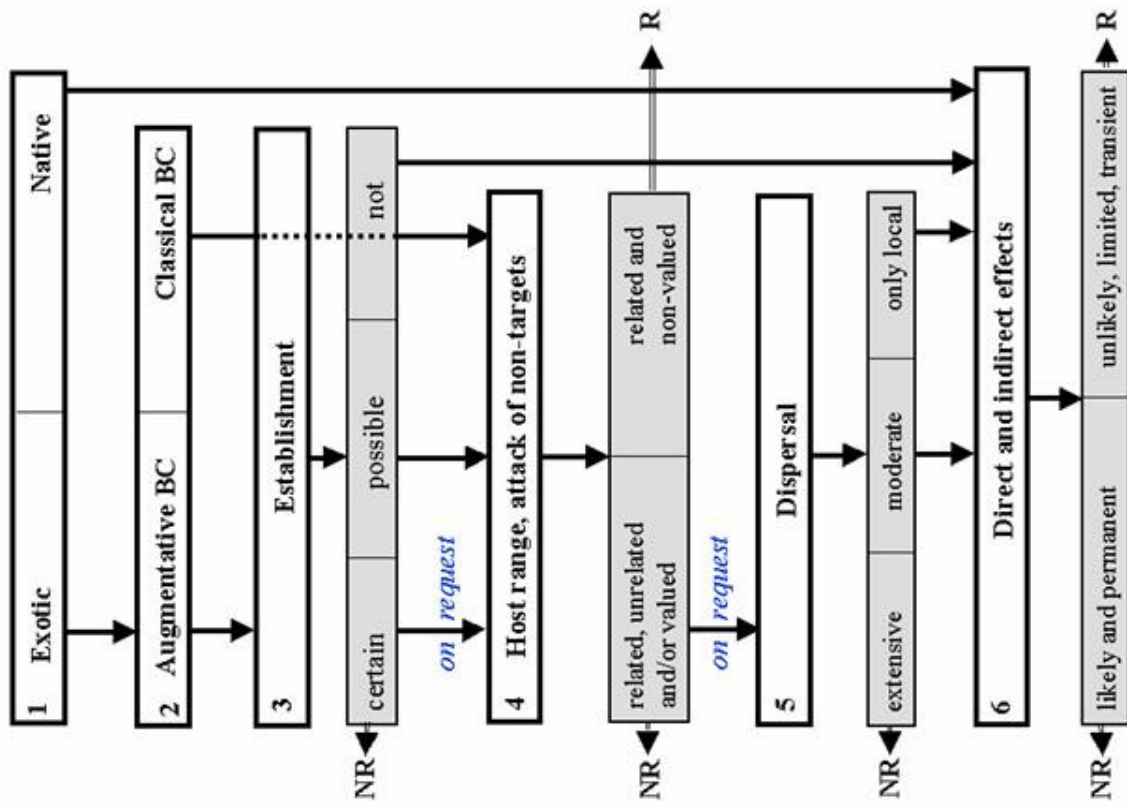 1 Exotic Native
2 Augmentative BC Classical BC
3 Establishment
NR certain possible not
on request
4 Host range, attack of non-targets
NR related, unrelated
and/or valued
related and
non-valued
R
on request
5 Dispersal
NR extensive moderate only local
6 Direct and indirect effects
NR likely and permanent unlikely, limited, transient R